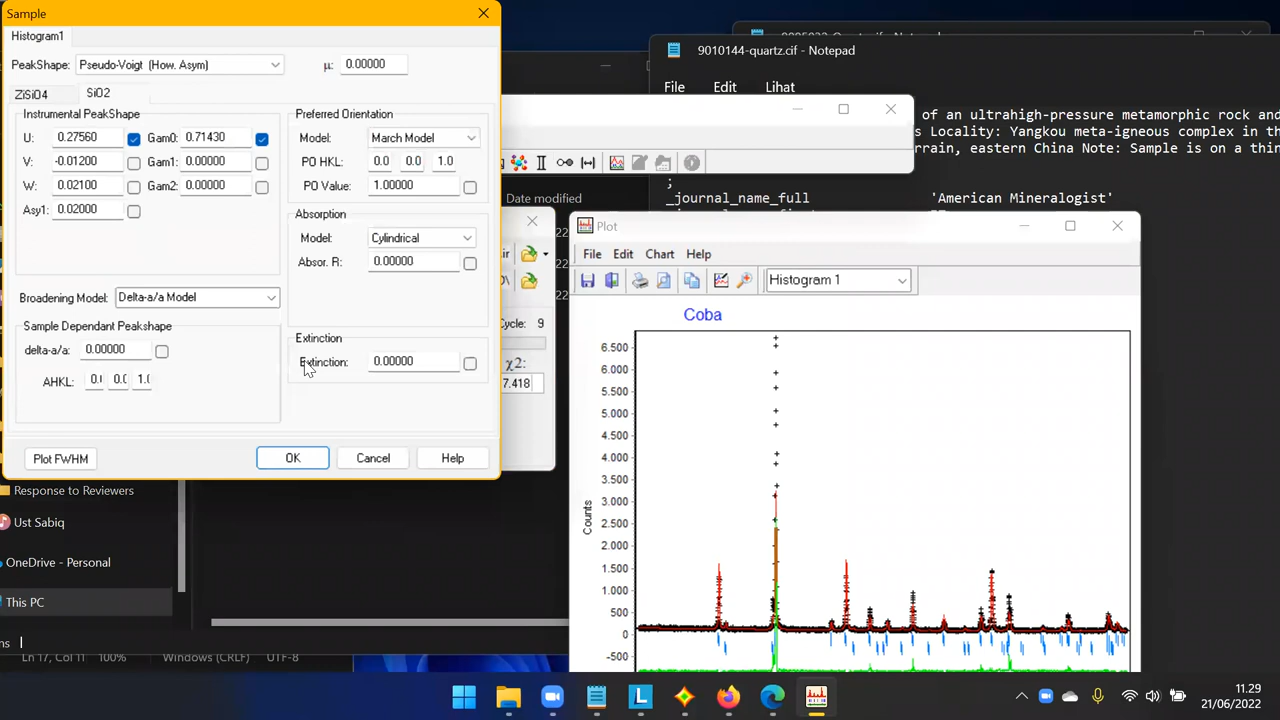 Sample
Histogram1
PeakShape: Pseudo-Voigt (How. Asym)
μ: 0.00000
ZiSiO4 SiO2
Instrumental PeakShape
U: 0.27560 Gam0: 0.71430
V: -0.01200 Gam1: 0.00000
W: 0.02100 Gam2: 0.00000
Asy1: 0.02000
Broadening Model: Delta-a/a Model
Sample Dependant Peakshape
delta-a/a: 0.00000
AHKL: 0.( 0.( 1.(
Preferred Orientation
Model: March Model
PO HKL: 0.0 0.0 1.0
PO Value: 1.00000
Absorption
Model: Cylindrical
Absor. R: 0.00000
Extinction
Extinction: 0.00000
Plot FWHM OK Cancel Help
9010144-quartz.cif - Notepad
File Edit Lihat
of an ultrahigh-pressure metamorphic rock and
s Locality: Yangkou meta-igneous complex in th
rrain, eastern China Note: Sample is on a thin
;
_journal_name_full 'American Mineralogist'
Date modified
Cycle: 9
χ2:
7.418
Plot
File Edit Chart Help
Histogram 1
Coba
Counts
6.500
6.000
5.500
5.000
4.500
4.000
3.500
3.000
2.500
2.000
1.500
1.000
500
0
-500
Response to Reviewers
Ust Sabiq
OneDrive - Personal
This PC
ns
Ln 17, Col 11 100% Windows (CRLF) UTF-8
11.29
21/06/2022